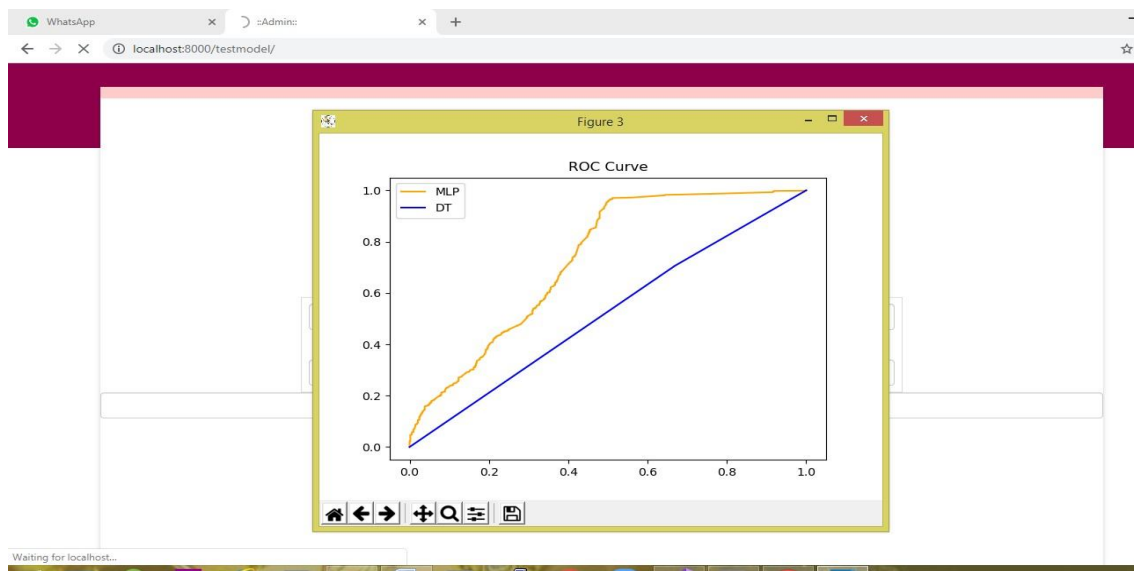 WhatsApp
::Admin::
localhost:8000/testmodel/
Figure 3
ROC Curve
1.0
MLP
DT
0.8
0.6
0.4
0.2
0.0
0.0 0.2 0.4 0.6 0.8 1.0
Waiting for localhost...